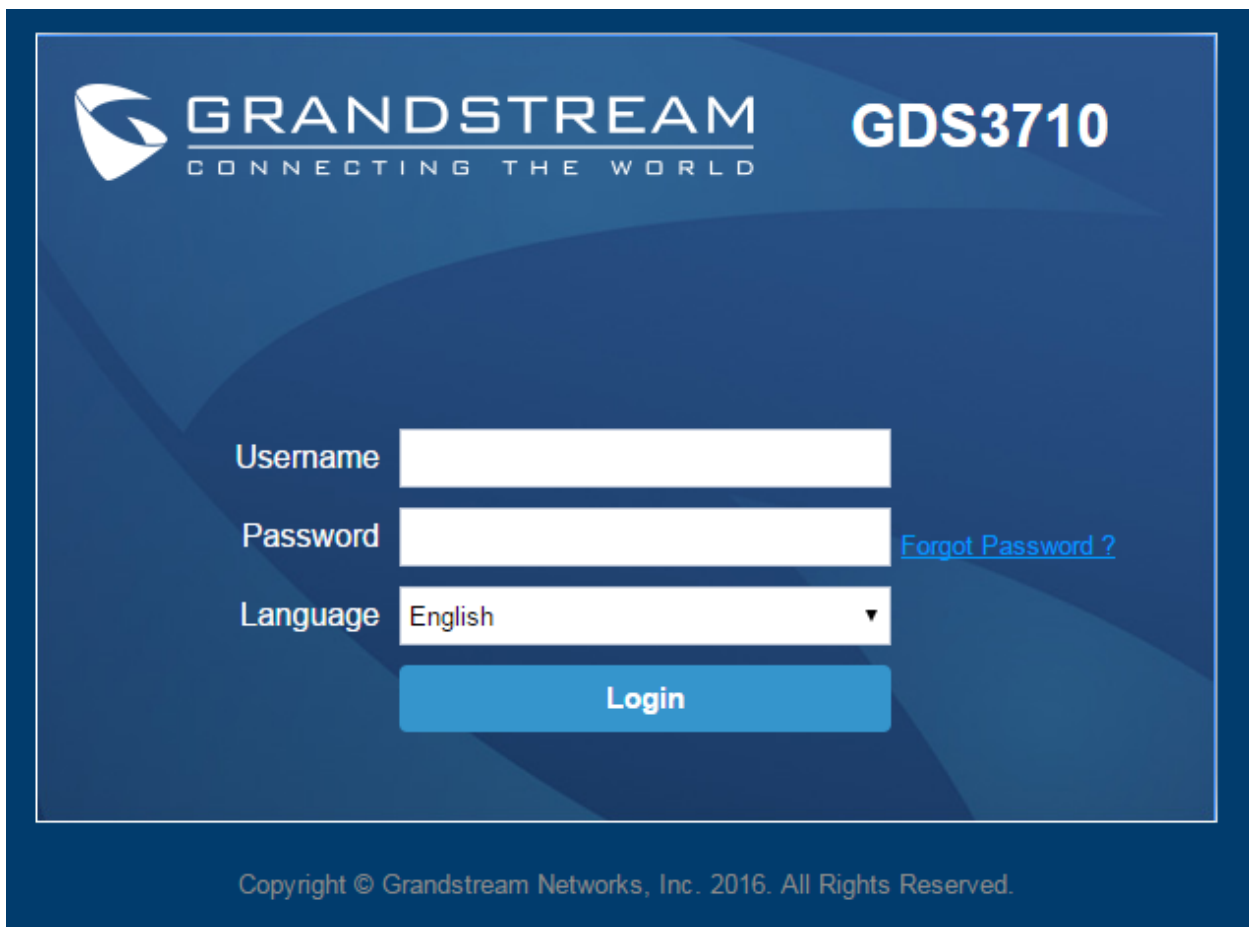 GRANDSTREAM
CONNECTING THE WORLD
GDS3710
Username
Password
Forgot Password ?
Language
English
Login
Copyright © Grandstream Networks, Inc. 2016. All Rights Reserved.